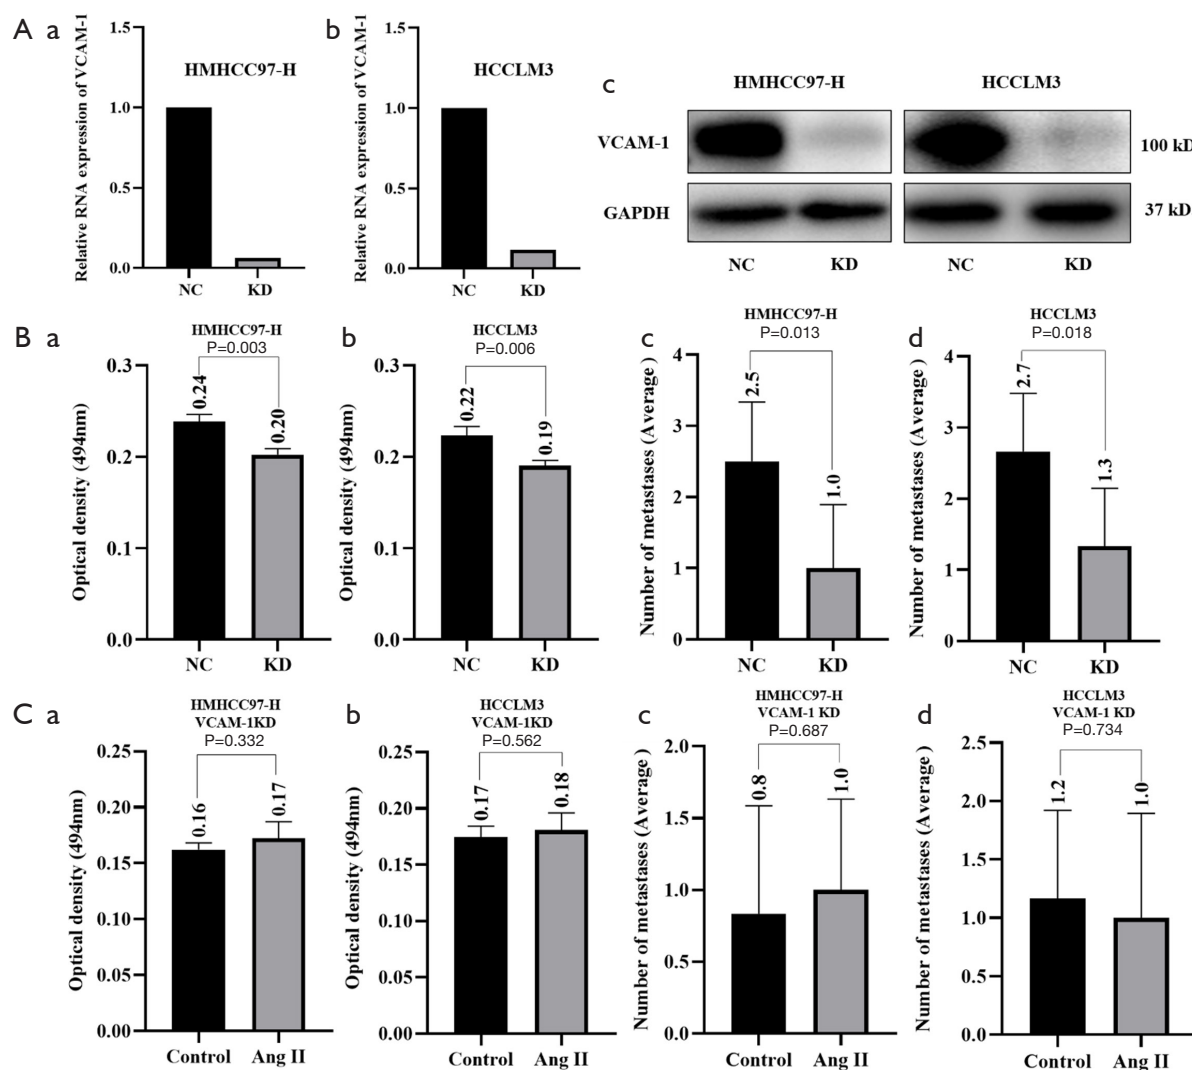 A a
Relative RNA expression of VCAM-1
1.5
1.0
0.5
0.0
HMHCC97-H
NC KD
b
Relative RNA expression of VCAM-1
1.5
1.0
0.5
0.0
HCCLM3
NC KD
c
HMHCC97-H HCCLM3
VCAM-1 100 kD
GAPDH 37 kD
NC KD NC KD
B a
HMHCC97-H
P=0.003
Optical density (494nm)
0.3
0.2
0.1
0.0
0.24
0.20
NC KD
b
HCCLM3
P=0.006
Optical density (494nm)
0.3
0.2
0.1
0.0
0.22
0.19
NC KD
c
HMHCC97-H
P=0.013
Number of metastases (Average )
4
3
2
1
0
2.5
1.0
NC KD
d
HCCLM3
P=0.018
Number of metastases (Average)
4
3
2
1
0
2.7
1.3
NC KD
C a
HMHCC97-H
VCAM-1KD
P=0.332
Optical density (494nm)
0.25
0.20
0.15
0.10
0.05
0.00
0.16
0.17
Control Ang II
b
HCCLM3
VCAM-1KD
P=0.562
Optical density (494nm)
0.25
0.20
0.15
0.10
0.05
0.00
0.17
0.18
Control Ang II
c
HMHCC97-H
VCAM-1 KD
P=0.687
Number of metastases (Average)
2.0
1.5
1.0
0.5
0.0
0.8
1.0
Control Ang II
d
HCCLM3
VCAM-1 KD
P=0.734
Number of metastases (Average)
2.5
2.0
1.5
1.0
0.5
0.0
1.2
1.0
Control Ang II